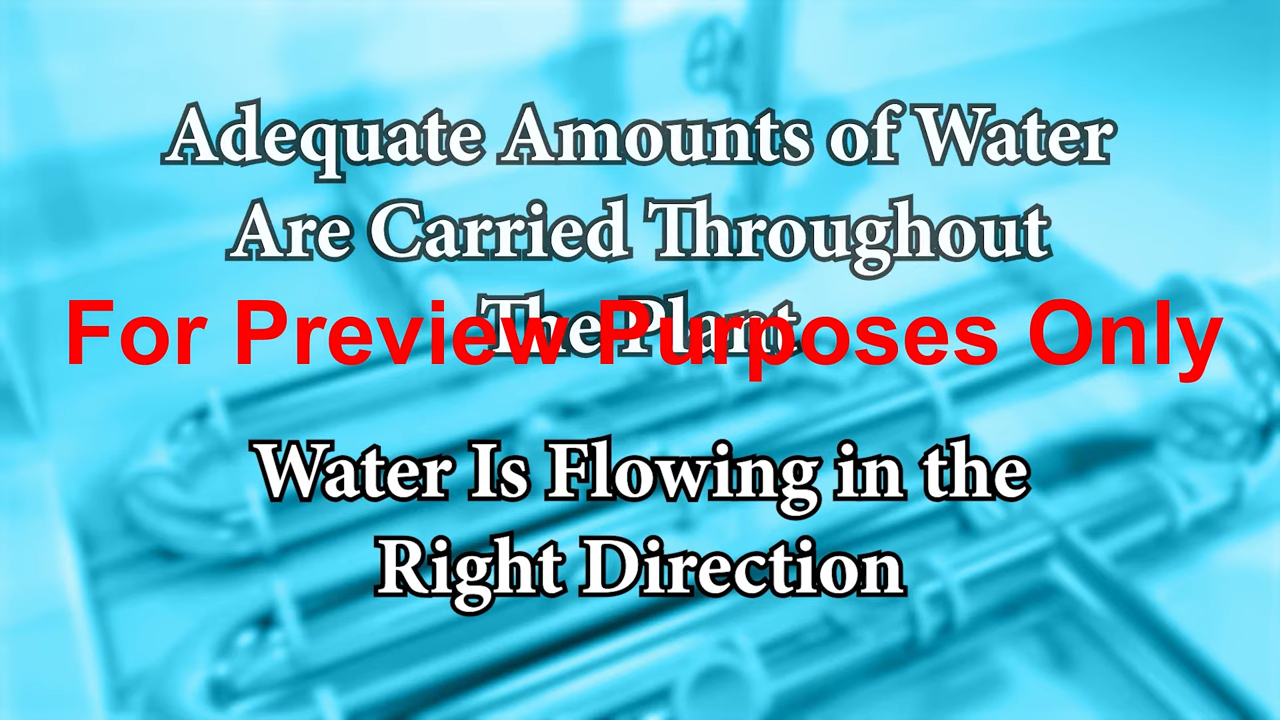 Adequate Amounts of Water
Are Carried Throughout
The Plant
For Preview Purposes Only
Water Is Flowing in the
Right Direction